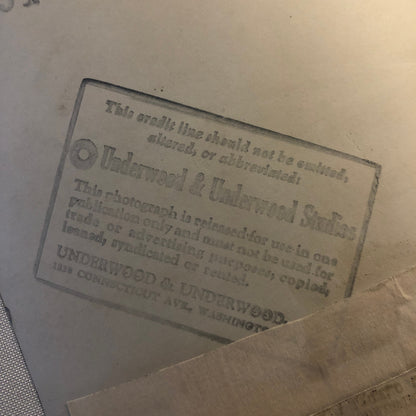 This credit line should not be omitted,
altered, or abbreviated:
Underwood & Underwood Studios
This photograph is released for use in one
publication only and must not be used for
trade or advertising purposes, copied,
loaned, syndicated or rented.
UNDERWOOD & UNDERWOOD.
CONNECTICUT AVE., WASHINGT